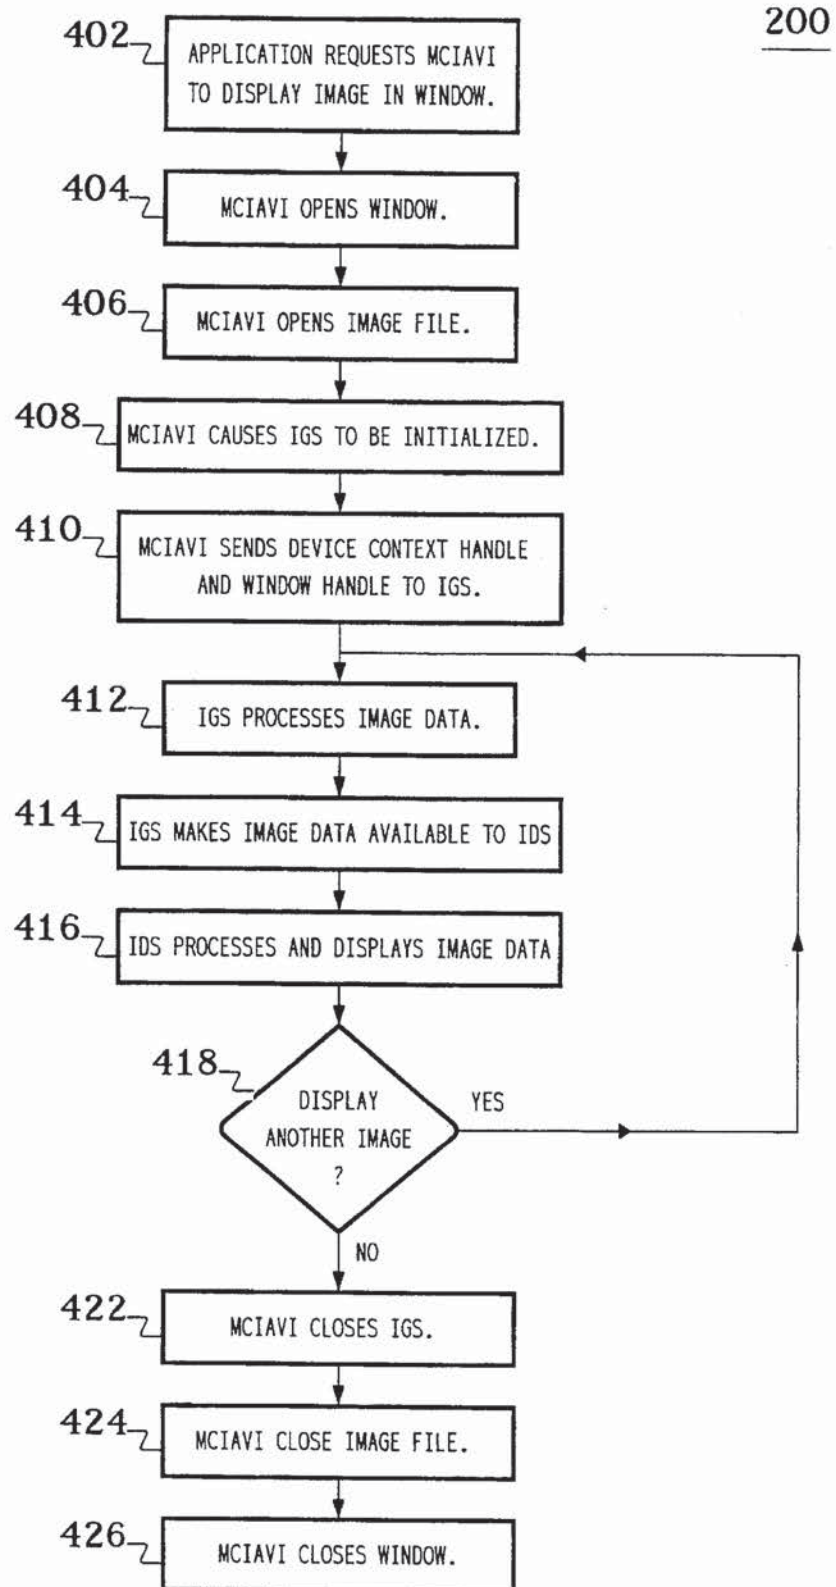 200
402
APPLICATION REQUESTS MCIAVI
TO DISPLAY IMAGE IN WINDOW.
404
MCIAVI OPENS WINDOW.
406
MCIAVI OPENS IMAGE FILE.
408
MCIAVI CAUSES IGS TO BE INITIALIZED.
410
MCIAVI SENDS DEVICE CONTEXT HANDLE
AND WINDOW HANDLE TO IGS.
412
IGS PROCESSES IMAGE DATA.
414
IGS MAKES IMAGE DATA AVAILABLE TO IDS
416
IDS PROCESSES AND DISPLAYS IMAGE DATA
418
DISPLAY
ANOTHER IMAGE
?
YES
NO
422
MCIAVI CLOSES IGS.
424
MCIAVI CLOSE IMAGE FILE.
426
MCIAVI CLOSES WINDOW.